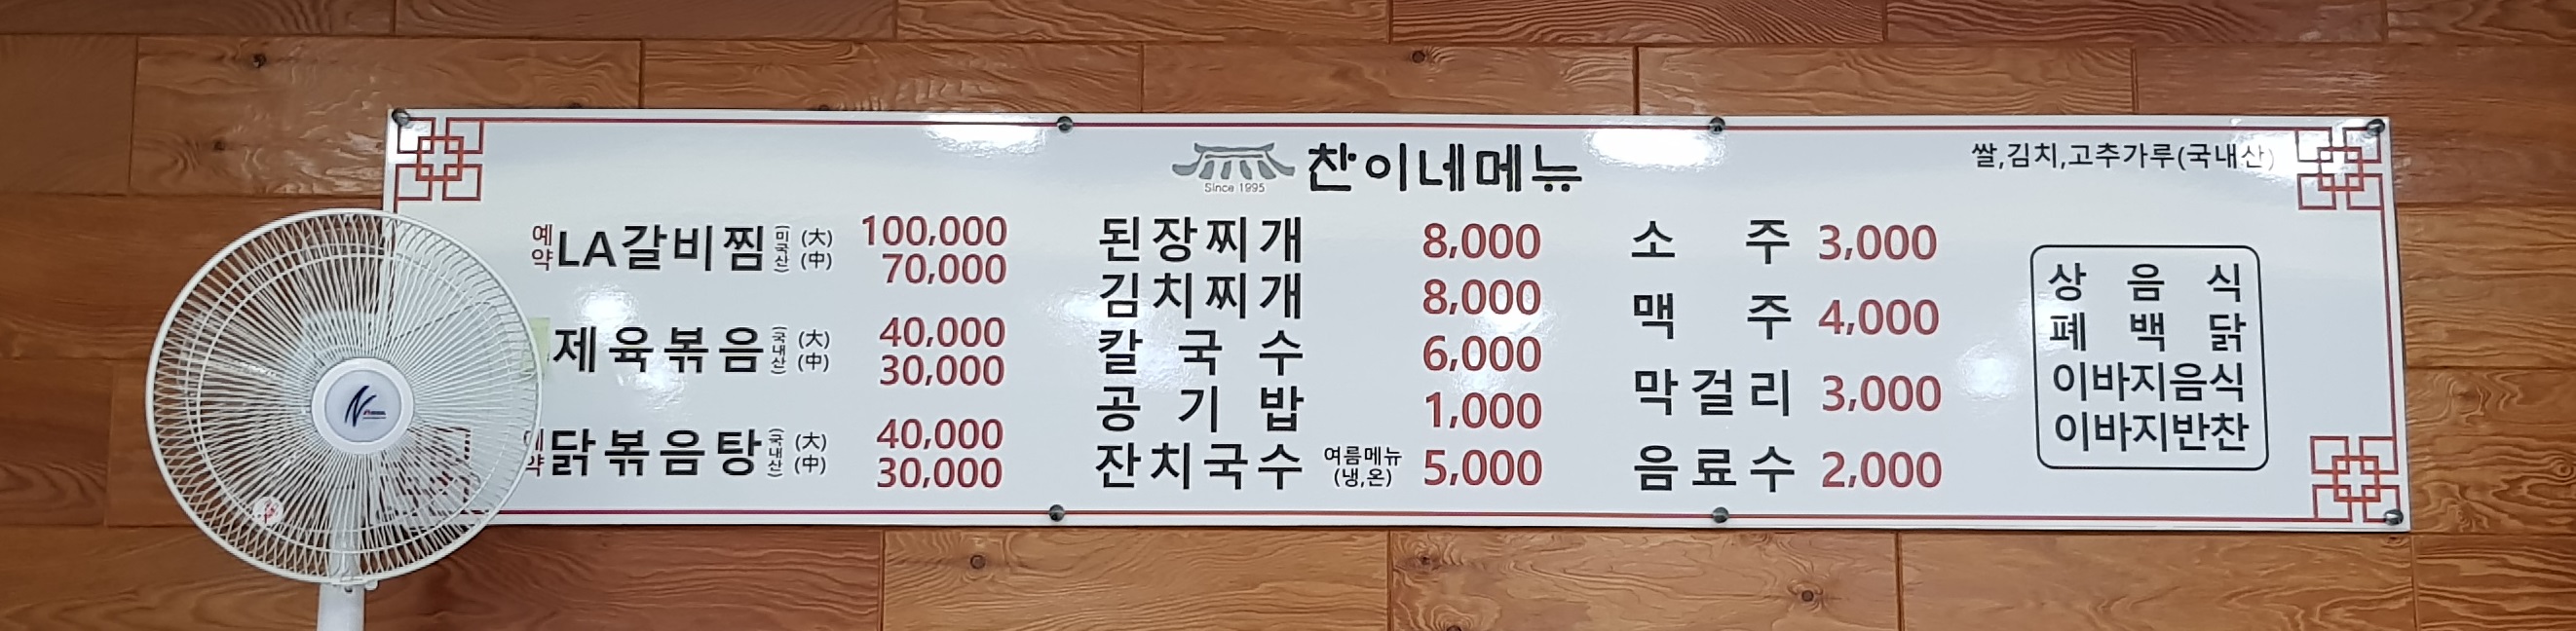 찬이네메뉴
Since 1995
쌀,김치,고추가루(국내산)
예약 LA갈비찜 (미국산) (大) 100,000
(中) 70,000
제육볶음 (국내산) (大) 40,000
(中) 30,000
예약 닭볶음탕 (국내산) (大) 40,000
(中) 30,000
된장찌개 8,000
김치찌개 8,000
칼국수 6,000
공기밥 1,000
잔치국수 여름메뉴 (냉,온) 5,000
소주 3,000
맥주 4,000
막걸리 3,000
음료수 2,000
상음식
폐백닭
이바지음식
이바지반찬